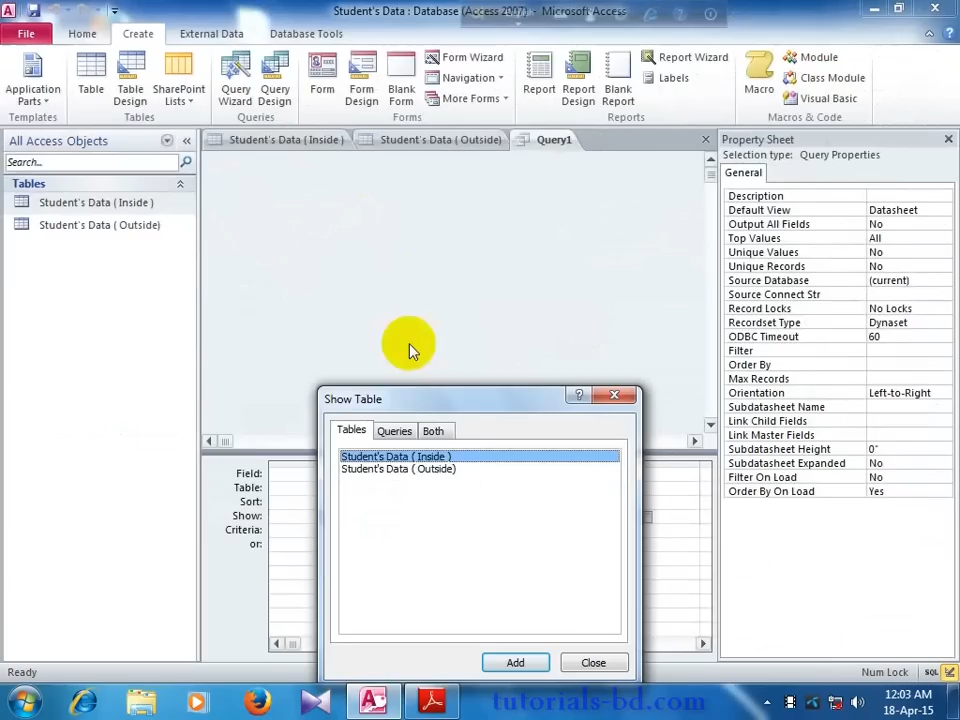 Student's Data : Database (Access 2007) - Microsoft Access
File Home Create External Data Database Tools
Application Parts
Table
Table Design
SharePoint Lists
Query Wizard
Query Design
Form
Form Design
Blank Form
Form Wizard
Navigation
More Forms
Report
Report Design
Blank Report
Report Wizard
Labels
Macro
Module
Class Module
Visual Basic
Templates Tables Queries Forms Reports Macros & Code
All Access Objects
Search...
Tables
Student's Data ( Inside )
Student's Data ( Outside)
Student's Data ( Inside ) Student's Data ( Outside) Query1
Field:
Table:
Sort:
Show:
Criteria:
or:
Show Table
Tables Queries Both
Student's Data ( Inside )
Student's Data ( Outside)
Add Close
Property Sheet
Selection type: Query Properties
General
Description
Default View Datasheet
Output All Fields No
Top Values All
Unique Values No
Unique Records No
Source Database (current)
Source Connect Str
Record Locks No Locks
Recordset Type Dynaset
ODBC Timeout 60
Filter
Order By
Max Records
Orientation Left-to-Right
Subdatasheet Name
Link Child Fields
Link Master Fields
Subdatasheet Height 0"
Subdatasheet Expanded No
Filter On Load No
Order By On Load Yes
Ready Num Lock SQL
tutorials-bd.com
12:03 AM
18-Apr-15